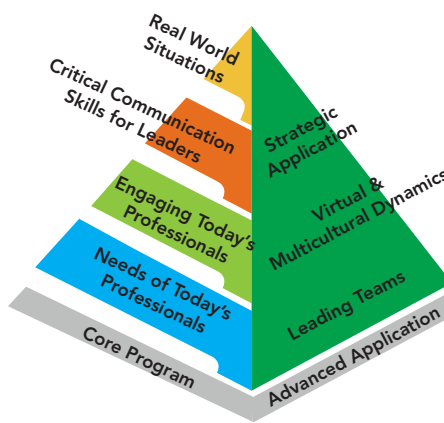 Real World
Situations
Critical Communication
Skills for Leaders
Engaging Today's
Professionals
Needs of Today's
Professionals
Core Program
Strategic
Application
Virtual &
Multicultural Dynamics
Leading Teams
Advanced Application